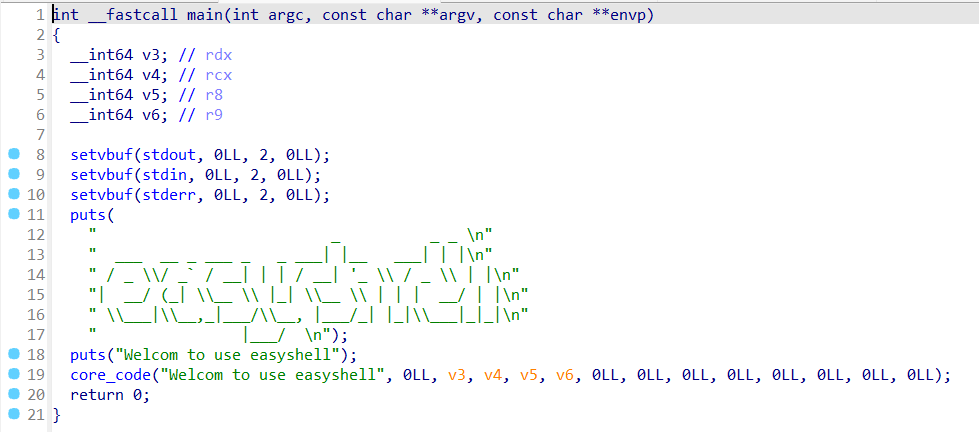 1 int __fastcall main(int argc, const char **argv, const char **envp)
2 {
3   __int64 v3; // rdx
4   __int64 v4; // rcx
5   __int64 v5; // r8
6   __int64 v6; // r9
7
8   setvbuf(stdout, 0LL, 2, 0LL);
9   setvbuf(stdin, 0LL, 2, 0LL);
10   setvbuf(stderr, 0LL, 2, 0LL);
11   puts(
12     "                          _          _ _ \n"
13     "  ___  __ _ ___ _   _ ___| |__   ___| | |\n"
14     " / _ \\/ _` / __| | | / __| '_ \\ / _ \\ | |\n"
15     "|  __/ (_| \\__ \\ |_| \\__ \\ | | |  __/ | |\n"
16     " \\___|\\__,_|___/\\__, |___/_| |_|\\___|_|_|\n"
17     "                |___/  \n");
18   puts("Welcom to use easyshell");
19   core_code("Welcom to use easyshell", 0LL, v3, v4, v5, v6, 0LL, 0LL, 0LL, 0LL, 0LL, 0LL, 0LL, 0LL);
20   return 0;
21 }